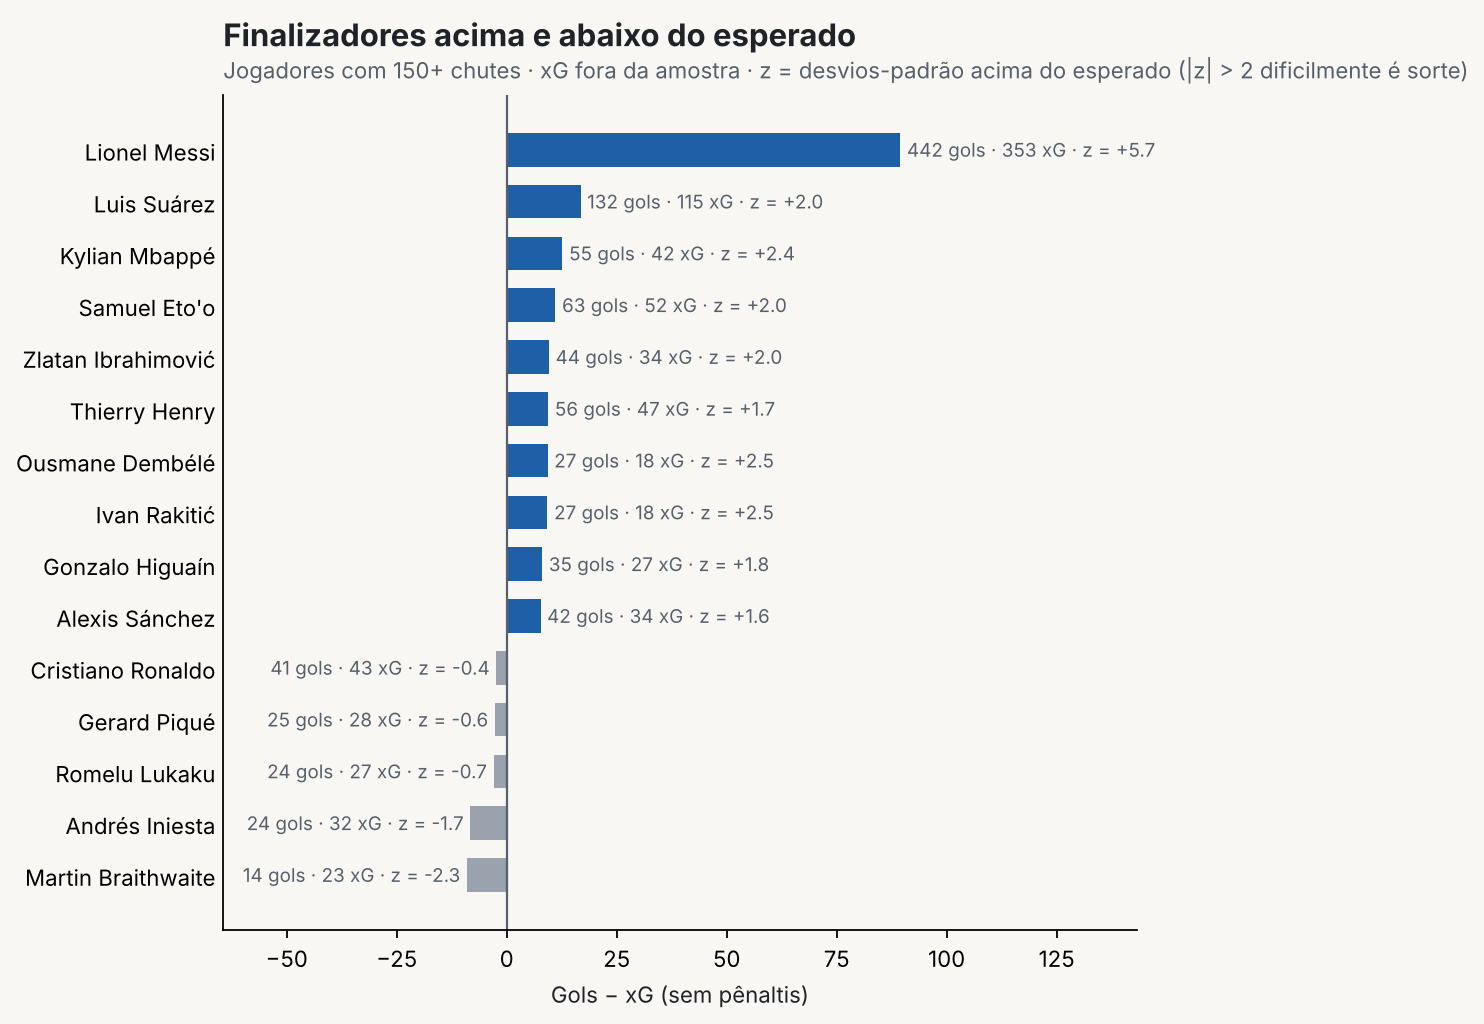 Finalizadores acima e abaixo do esperado
Jogadores com 150+ chutes · xG fora da amostra · z = desvios-padrão acima do esperado (|z| > 2 dificilmente é sorte)
Lionel Messi 442 gols · 353 xG · z = +5.7
Luis Suárez 132 gols · 115 xG · z = +2.0
Kylian Mbappé 55 gols · 42 xG · z = +2.4
Samuel Eto'o 63 gols · 52 xG · z = +2.0
Zlatan Ibrahimović 44 gols · 34 xG · z = +2.0
Thierry Henry 56 gols · 47 xG · z = +1.7
Ousmane Dembélé 27 gols · 18 xG · z = +2.5
Ivan Rakitić 27 gols · 18 xG · z = +2.5
Gonzalo Higuaín 35 gols · 27 xG · z = +1.8
Alexis Sánchez 42 gols · 34 xG · z = +1.6
Cristiano Ronaldo 41 gols · 43 xG · z = -0.4
Gerard Piqué 25 gols · 28 xG · z = -0.6
Romelu Lukaku 24 gols · 27 xG · z = -0.7
Andrés Iniesta 24 gols · 32 xG · z = -1.7
Martin Braithwaite 14 gols · 23 xG · z = -2.3
−50 −25 0 25 50 75 100 125
Gols − xG (sem pênaltis)